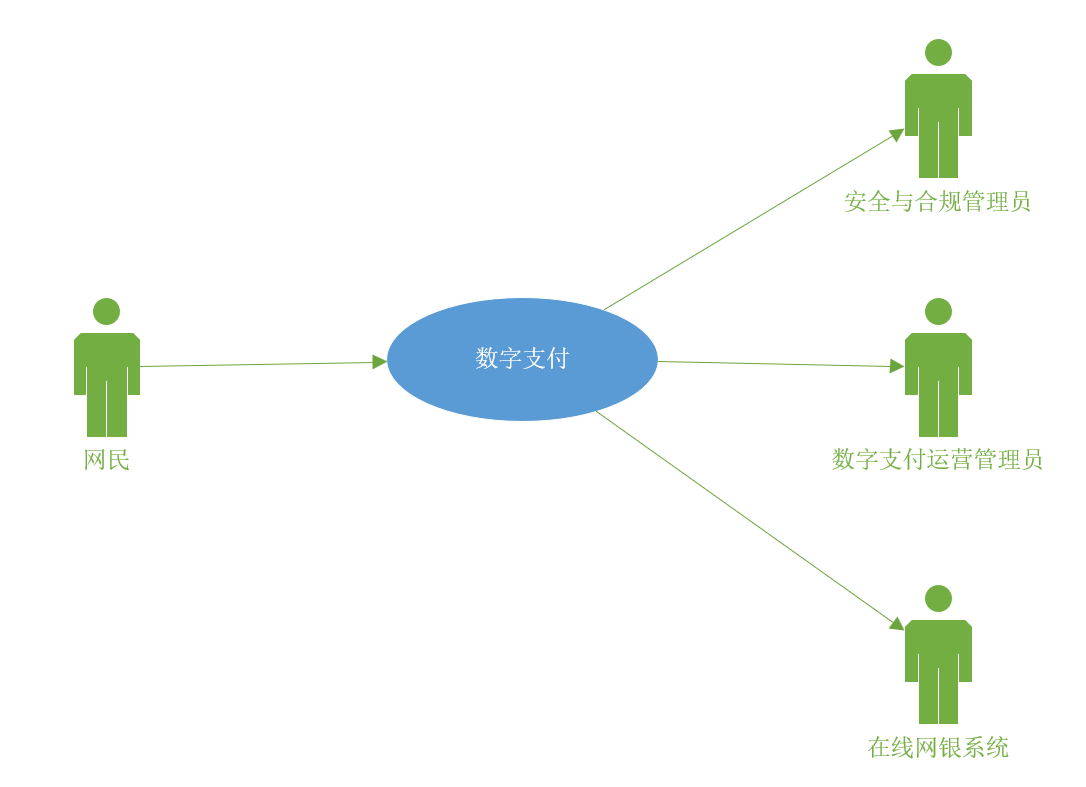 安全与合规管理员
数字支付
网民
数字支付运营管理员
在线网银系统